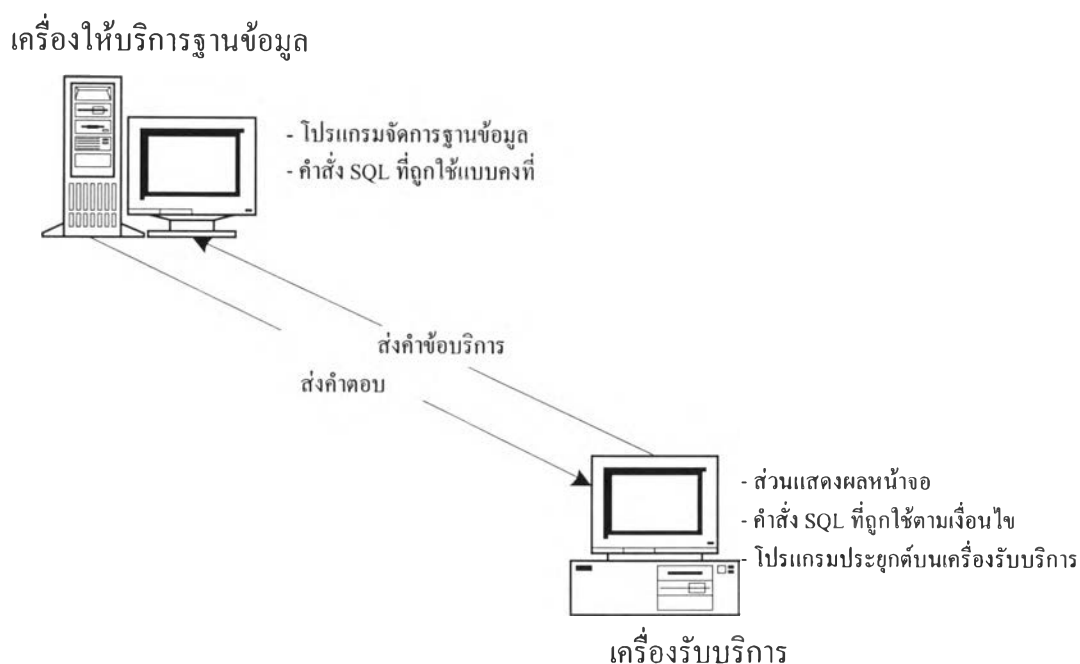 เครื่องให้บริการฐานข้อมูล
- โปรแกรมจัดการฐานข้อมูล
- คำสั่ง SQL ที่ถูกใช้แบบคงที่
ส่งคำข้อบริการ
ส่งคำตอบ
- ส่วนแสดงผลหน้าจอ
- คำสั่ง SQL ที่ถูกใช้ตามเงื่อนไข
- โปรแกรมประยุกต์บนเครื่องรับบริการ
เครื่องรับบริการ